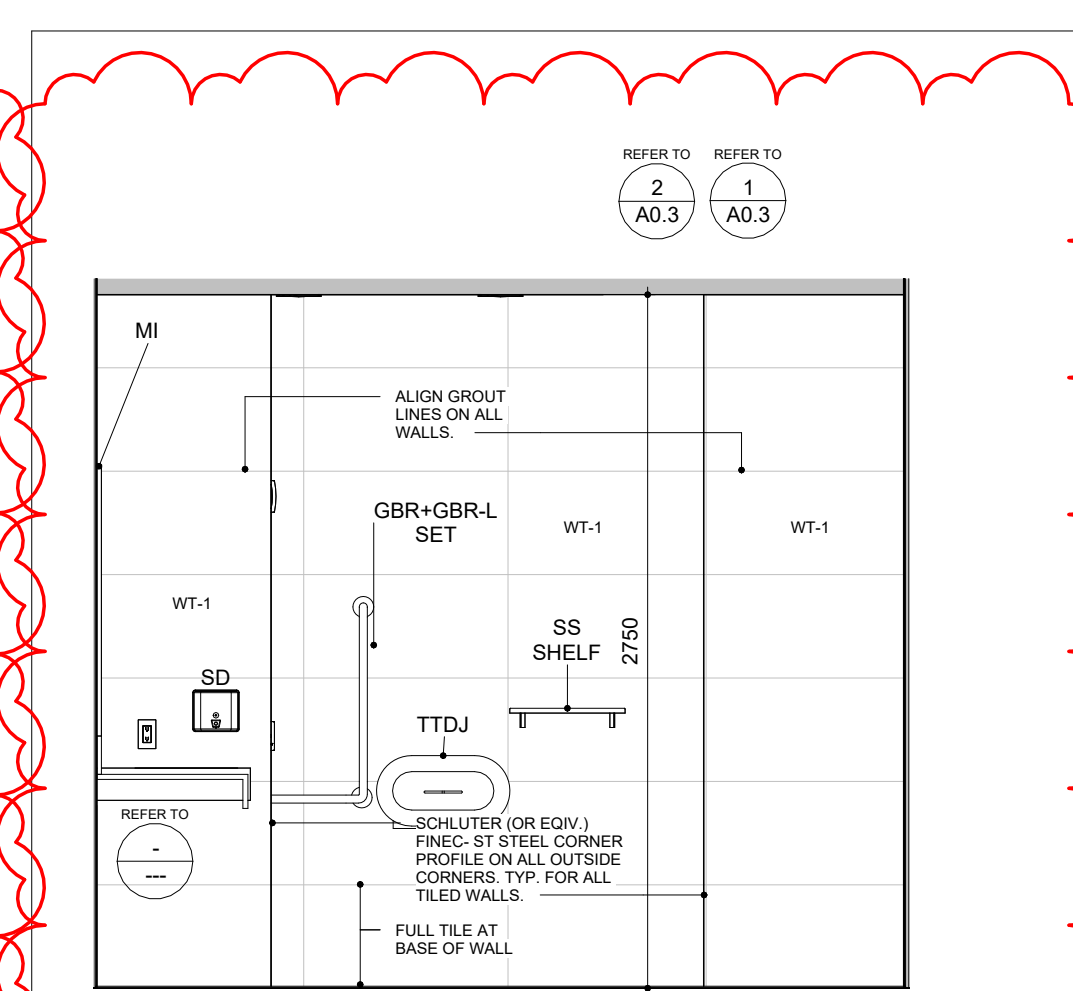 REFER TO
2
A0.3
REFER TO
1
A0.3
MI
ALIGN GROUT
LINES ON ALL
WALLS.
GBR+GBR-L
SET
WT-1
WT-1
WT-1
SS
SHELF
2750
SD
TTDJ
REFER TO
-
---
SCHLUTER (OR EQIV.)
FINEC- ST STEEL CORNER
PROFILE ON ALL OUTSIDE
CORNERS. TYP. FOR ALL
TILED WALLS.
FULL TILE AT
BASE OF WALL